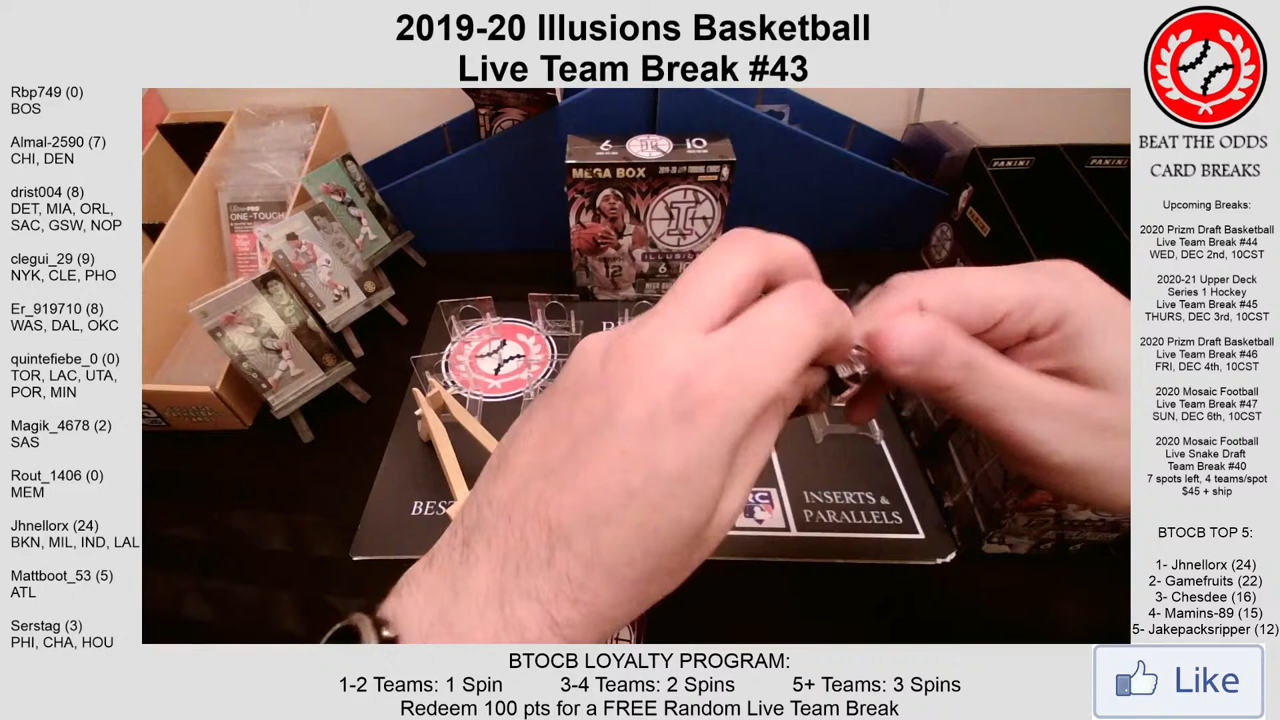 2019-20 Illusions Basketball
Live Team Break #43
Rbp749 (0)
BOS
Almal-2590 (7)
CHI, DEN
drist004 (8)
DET, MIA, ORL,
SAC, GSW, NOP
clegui_29 (9)
NYK, CLE, PHO
Er_919710 (8)
WAS, DAL, OKC
quintefiebe_0 (0)
TOR, LAC, UTA,
POR, MIN
Magik_4678 (2)
SAS
Rout_1406 (0)
MEM
Jhnellorx (24)
BKN, MIL, IND, LAL
Mattboot_53 (5)
ATL
Serstag (3)
PHI, CHA, HOU
6
10
MEGA BOX
I
12
6
ONE-TOUCH
PANINI
PANINI
PANINI
BES
RC
INSERTS &
PARALLELS
BEAT THE ODDS
CARD BREAKS
Upcoming Breaks:
2020 Prizm Draft Basketball
Live Team Break #44
WED, DEC 2nd, 10CST
2020-21 Upper Deck
Series 1 Hockey
Live Team Break #45
THURS, DEC 3rd, 10CST
2020 Prizm Draft Basketball
Live Team Break #46
FRI, DEC 4th, 10CST
2020 Mosaic Football
Live Team Break #47
SUN, DEC 6th, 10CST
2020 Mosaic Football
Live Snake Draft
Team Break #40
7 spots left, 4 teams/spot
$45 + ship
BTOCB TOP 5:
1- Jhnellorx (24)
2- Gamefruits (22)
3- Chesdee (16)
4- Mamins-89 (15)
5- Jakepacksripper (12)
Like
BTOCB LOYALTY PROGRAM:
1-2 Teams: 1 Spin 3-4 Teams: 2 Spins 5+ Teams: 3 Spins
Redeem 100 pts for a FREE Random Live Team Break